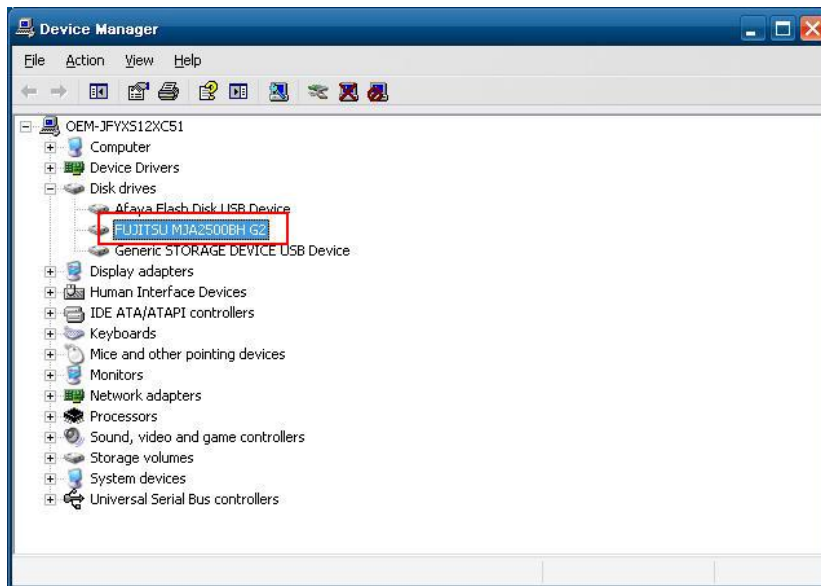 Device Manager
File Action View Help
OEM-JFYXS12XC51
Computer
Device Drivers
Disk drives
Afaya Flash Disk USB Device
FUJITSU MJA2500BH G2
Generic STORAGE DEVICE USB Device
Display adapters
Human Interface Devices
IDE ATA/ATAPI controllers
Keyboards
Mice and other pointing devices
Monitors
Network adapters
Processors
Sound, video and game controllers
Storage volumes
System devices
Universal Serial Bus controllers